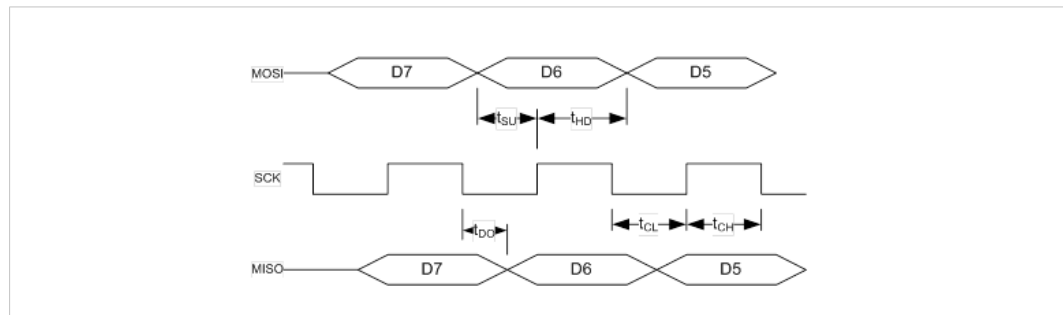 MOSI D7 D6 D5
tSU tHD
SCK
tDO tCL tCH
MISO D7 D6 D5